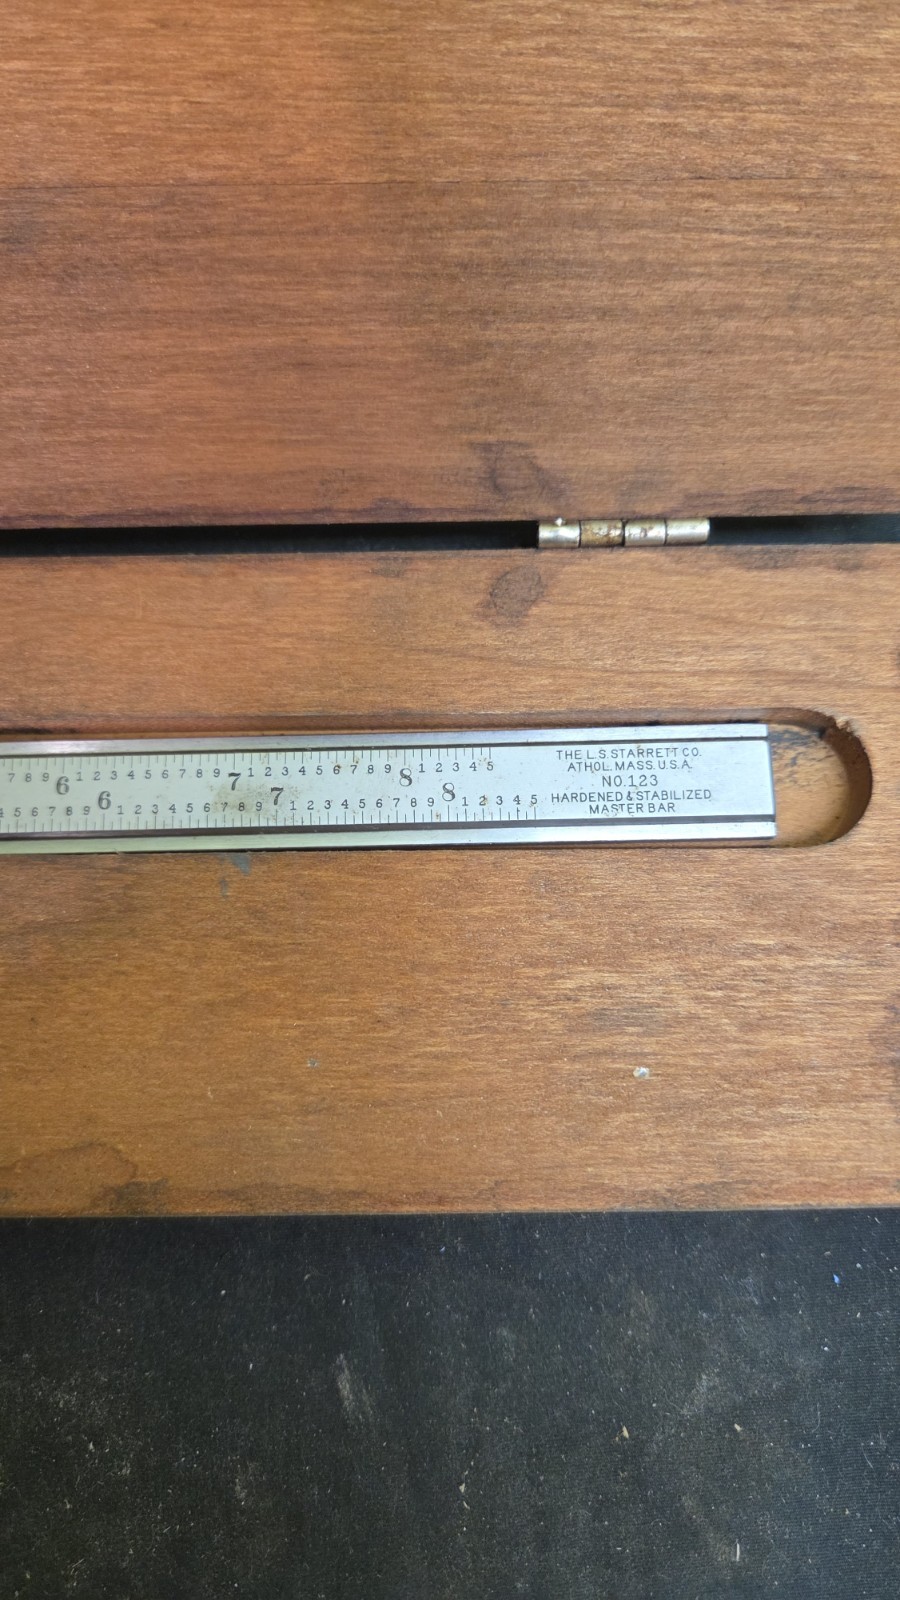 7 8 9 6 1 2 3 4 5 6 7 8 9 7 1 2 3 4 5 6 7 8 9 8 1 2 3 4 5
4 5 6 7 8 9 6 1 2 3 4 5 6 7 8 9 7 1 2 3 4 5 6 7 8 9 8 1 2 3 4 5
THE L.S. STARRETT CO.
ATHOL. MASS. U.S.A.
NO. 123
HARDENED & STABILIZED
MASTER BAR